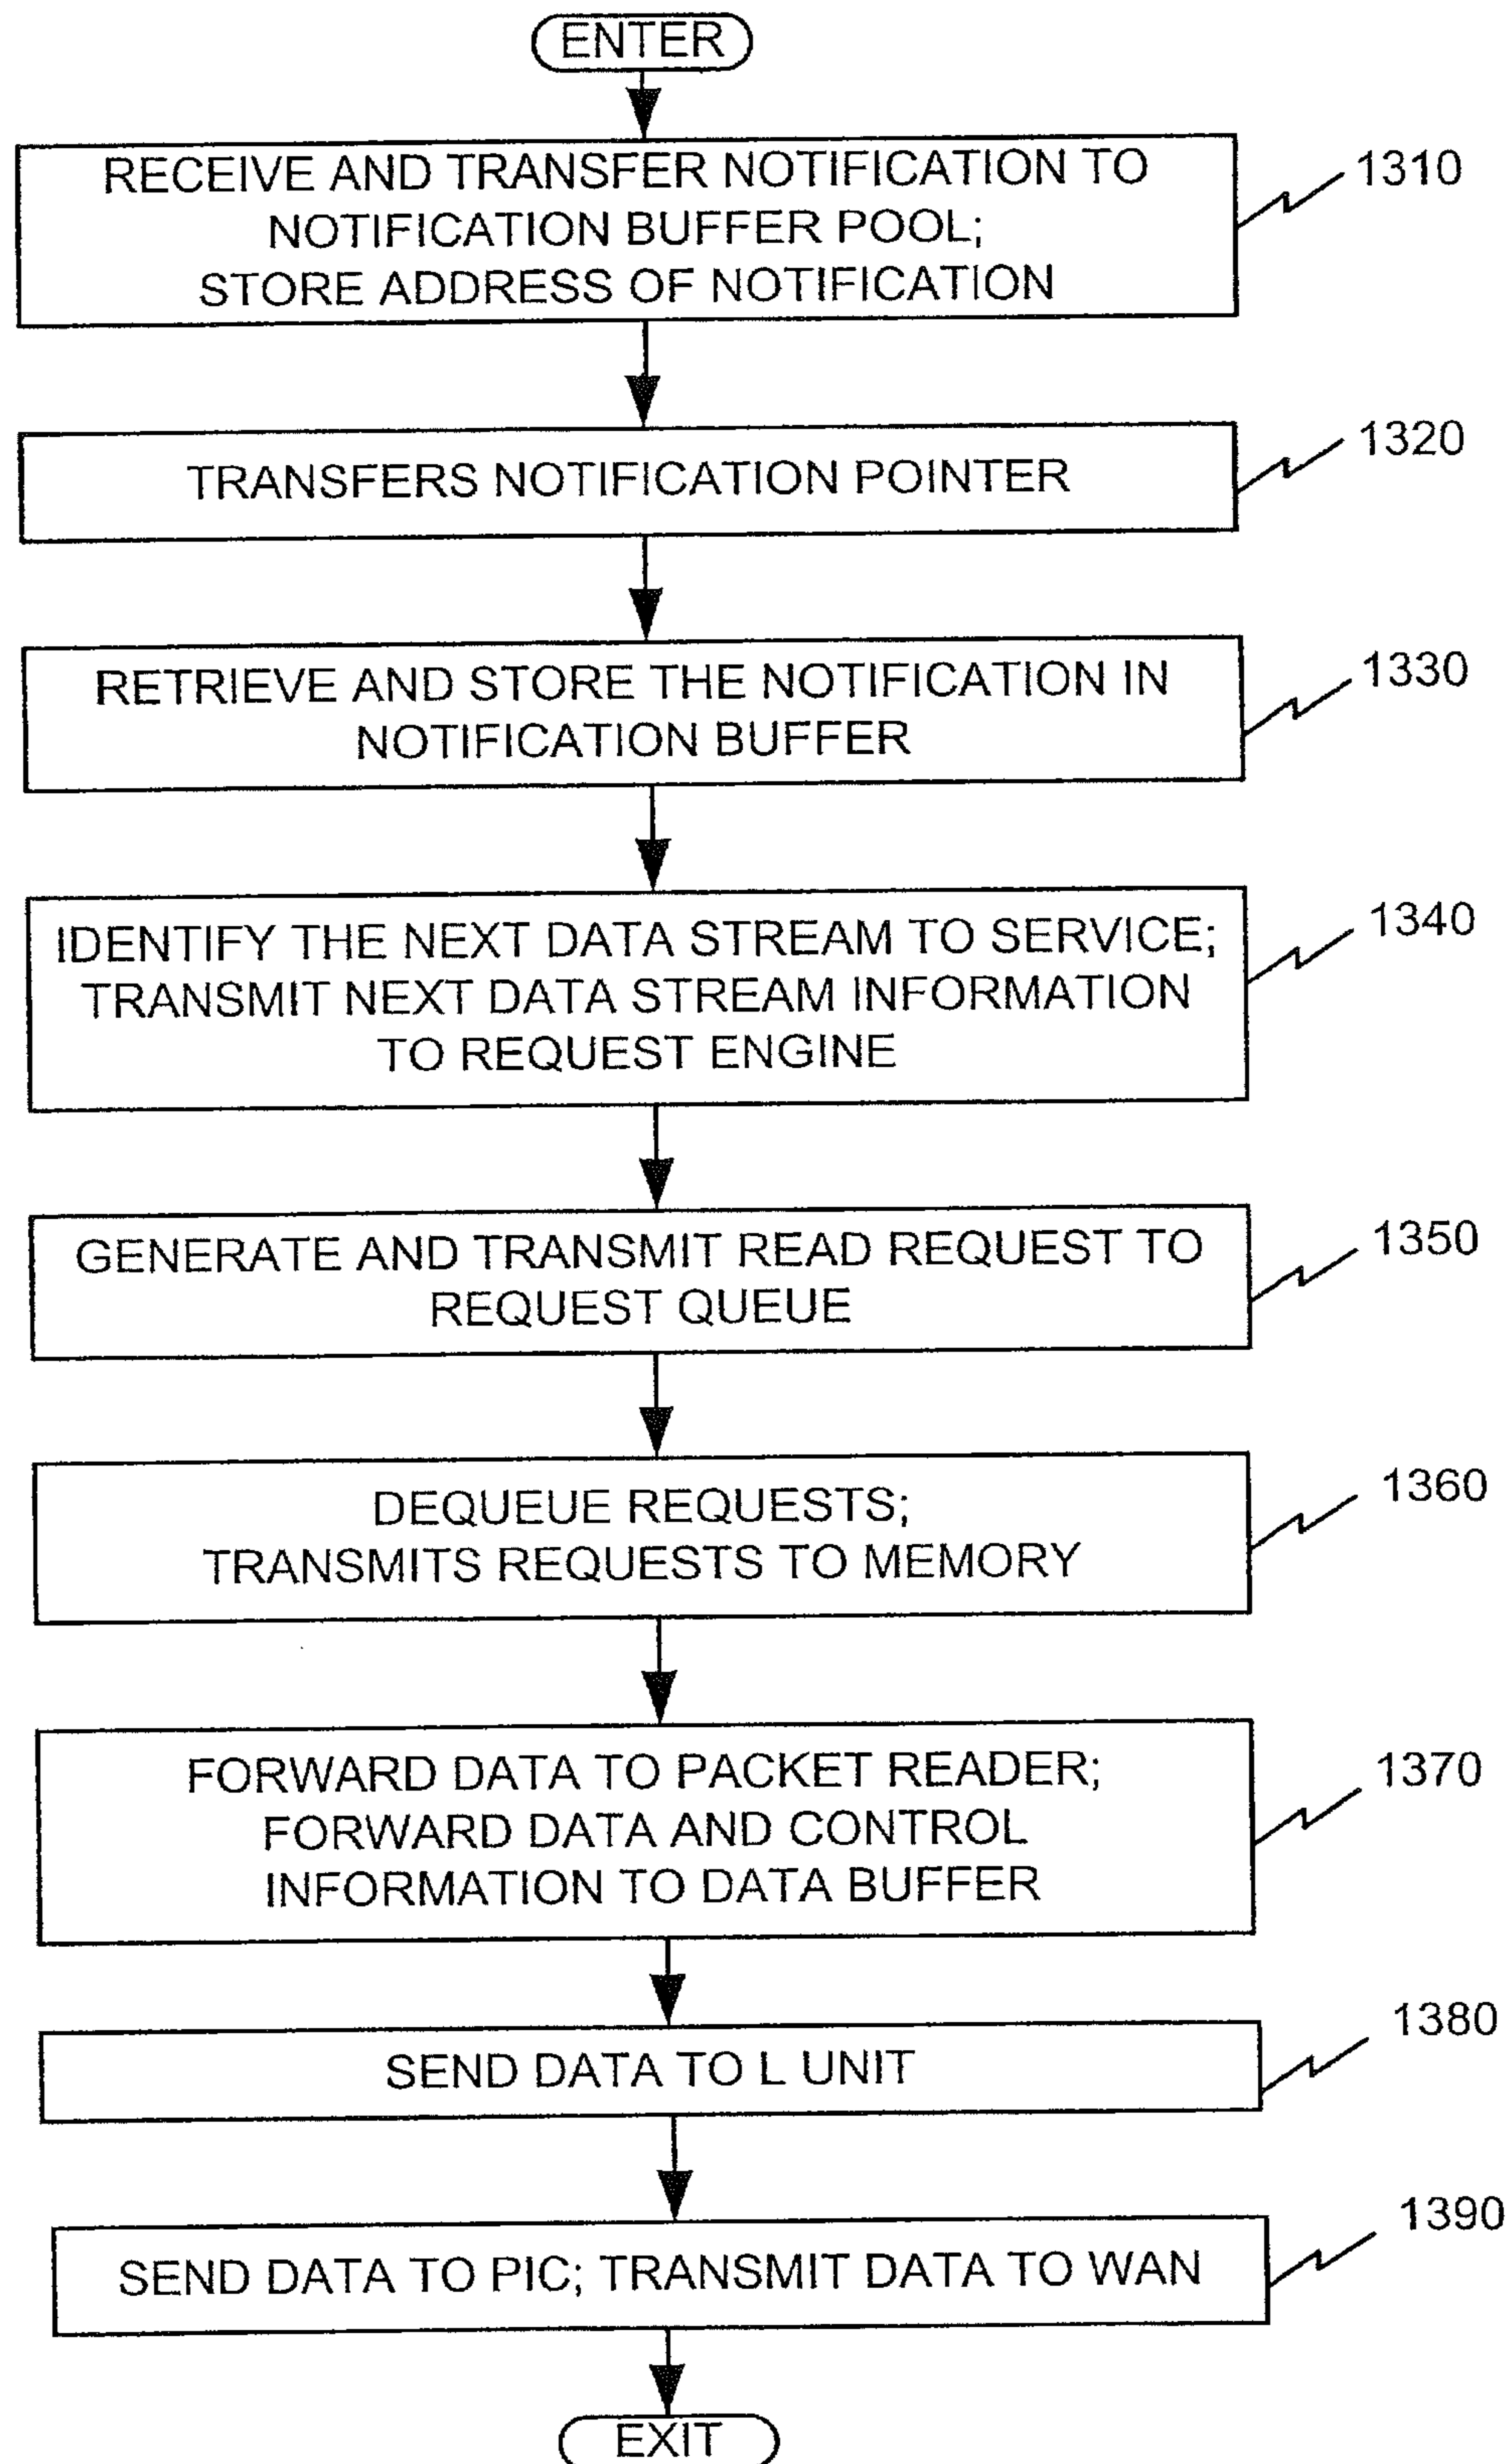 ENTER
RECEIVE AND TRANSFER NOTIFICATION TO
NOTIFICATION BUFFER POOL;
STORE ADDRESS OF NOTIFICATION
1310
TRANSFERS NOTIFICATION POINTER
1320
RETRIEVE AND STORE THE NOTIFICATION IN
NOTIFICATION BUFFER
1330
IDENTIFY THE NEXT DATA STREAM TO SERVICE;
TRANSMIT NEXT DATA STREAM INFORMATION
TO REQUEST ENGINE
1340
GENERATE AND TRANSMIT READ REQUEST TO
REQUEST QUEUE
1350
DEQUEUE REQUESTS;
TRANSMITS REQUESTS TO MEMORY
1360
FORWARD DATA TO PACKET READER;
FORWARD DATA AND CONTROL
INFORMATION TO DATA BUFFER
1370
SEND DATA TO L UNIT
1380
SEND DATA TO PIC; TRANSMIT DATA TO WAN
1390
EXIT